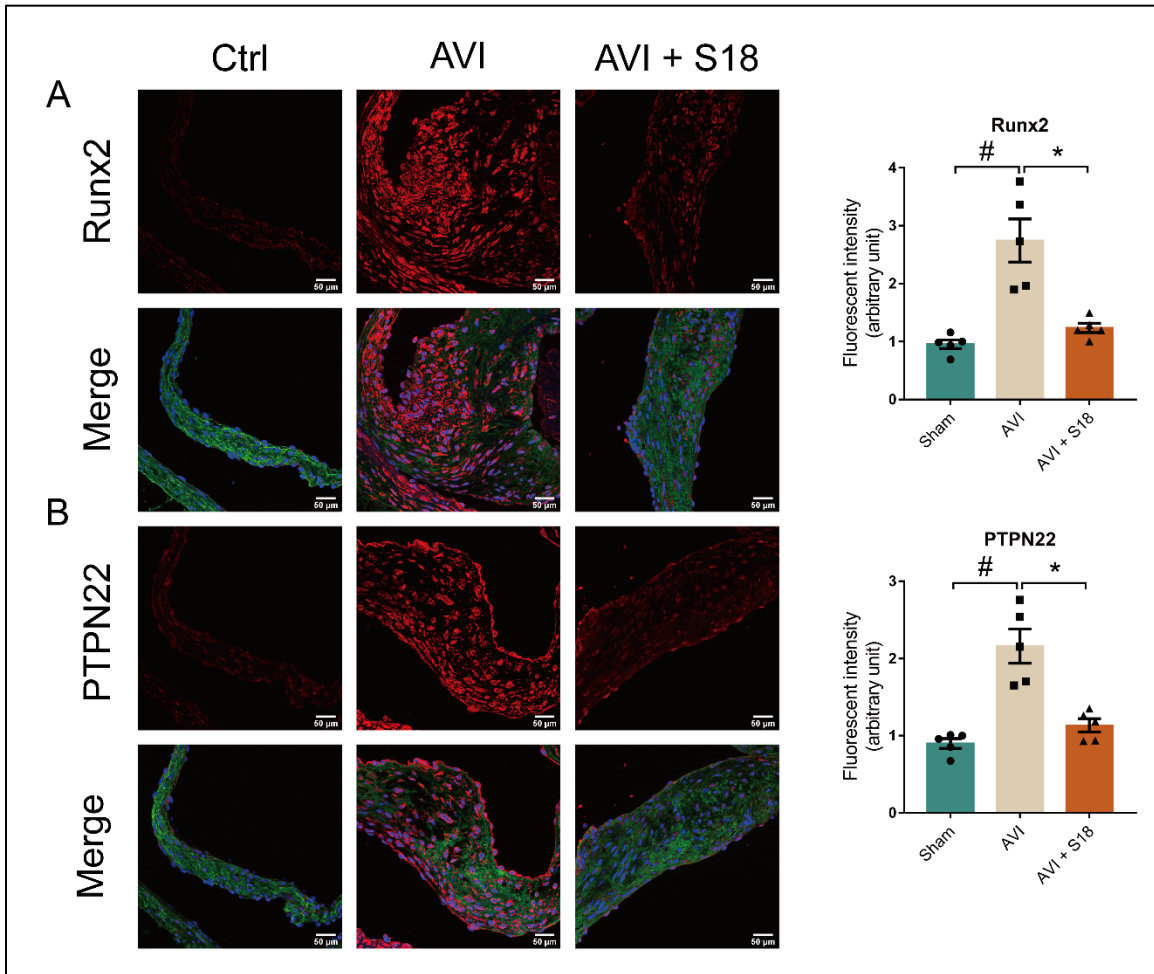 Ctrl
AVI
AVI + S18
A
Runx2
50 µm
50 µm
50 µm
Merge
50 µm
50 µm
50 µm
B
PTPN22
50 µm
50 µm
50 µm
Merge
50 µm
50 µm
50 µm
Runx2
#
*
Fluorescent intensity
(arbitrary unit)
4
3
2
1
0
Sham
AVI
AVI + S18
PTPN22
#
*
Fluorescent intensity
(arbitrary unit)
3
2
1
0
Sham
AVI
AVI + S18